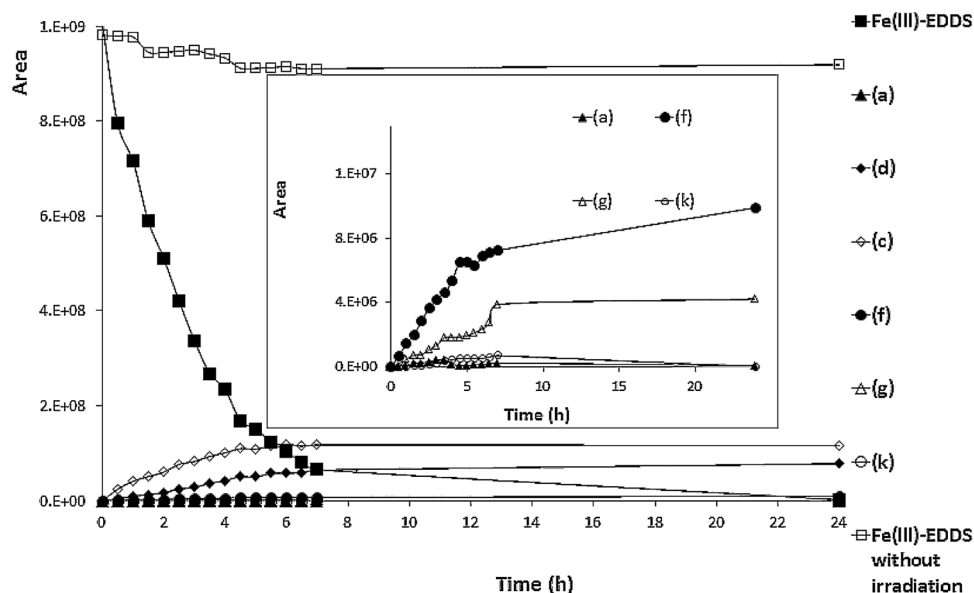 1.E+09
Area
8.E+08
6.E+08
4.E+08
2.E+08
0.E+00
0 2 4 6 8 10 12 14 16 18 20 22 24
Time (h)
(a) (f)
Area
1.E+07
(g) (k)
8.E+06
4.E+06
0.E+00
0 5 10 15 20
Time (h)
Fe(III)-EDDS
(a)
(d)
(c)
(f)
(g)
(k)
Fe(III)-EDDS
without
irradiation